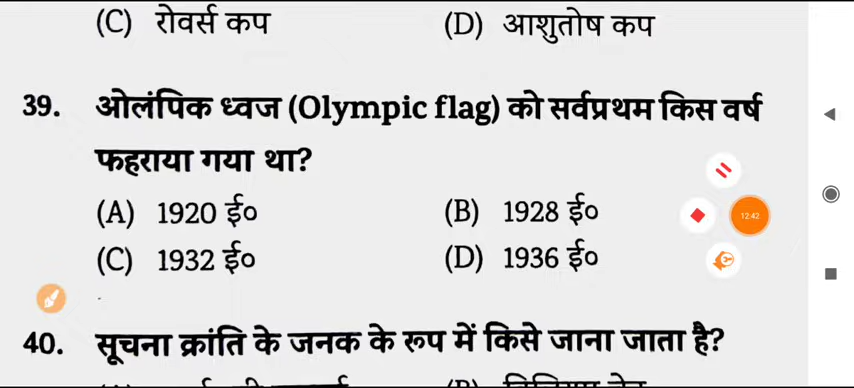 (C) रोवर्स कप (D) आशुतोष कप
39. ओलंपिक ध्वज (Olympic flag) को सर्वप्रथम किस वर्ष
फहराया गया था?
(A) 1920 ई० (B) 1928 ई०
12:42
(C) 1932 ई० (D) 1936 ई०
40. सूचना क्रांति के जनक के रूप में किसे जाना जाता है?